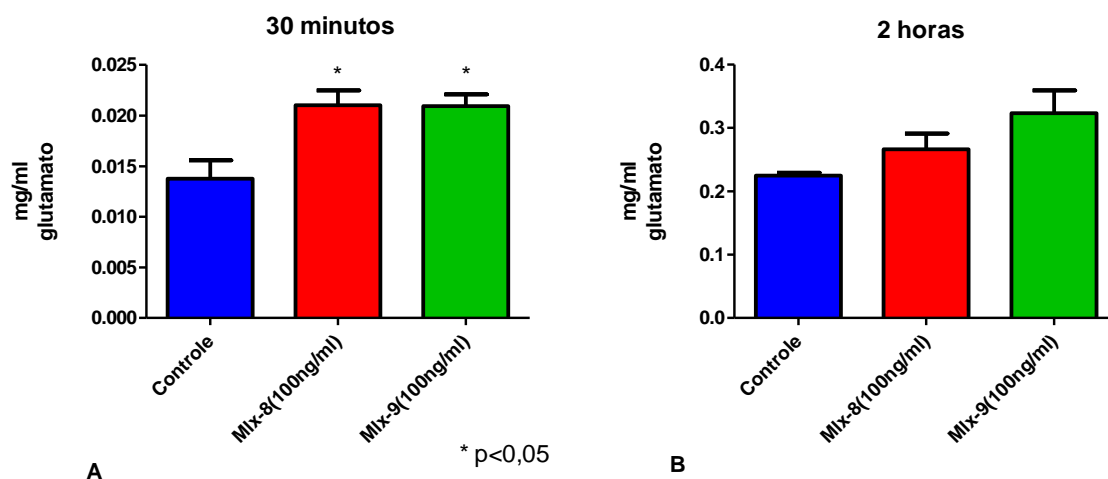 30 minutos
0.025
0.020
0.015
0.010
0.005
0.000
mg/ml
glutamato
*
*
Controle
Mlx-8(100ng/ml)
Mlx-9(100ng/ml)
* p<0,05
A
2 horas
0.4
0.3
0.2
0.1
0.0
mg/ml
glutamato
Controle
Mlx-8(100ng/ml)
Mlx-9(100ng/ml)
B